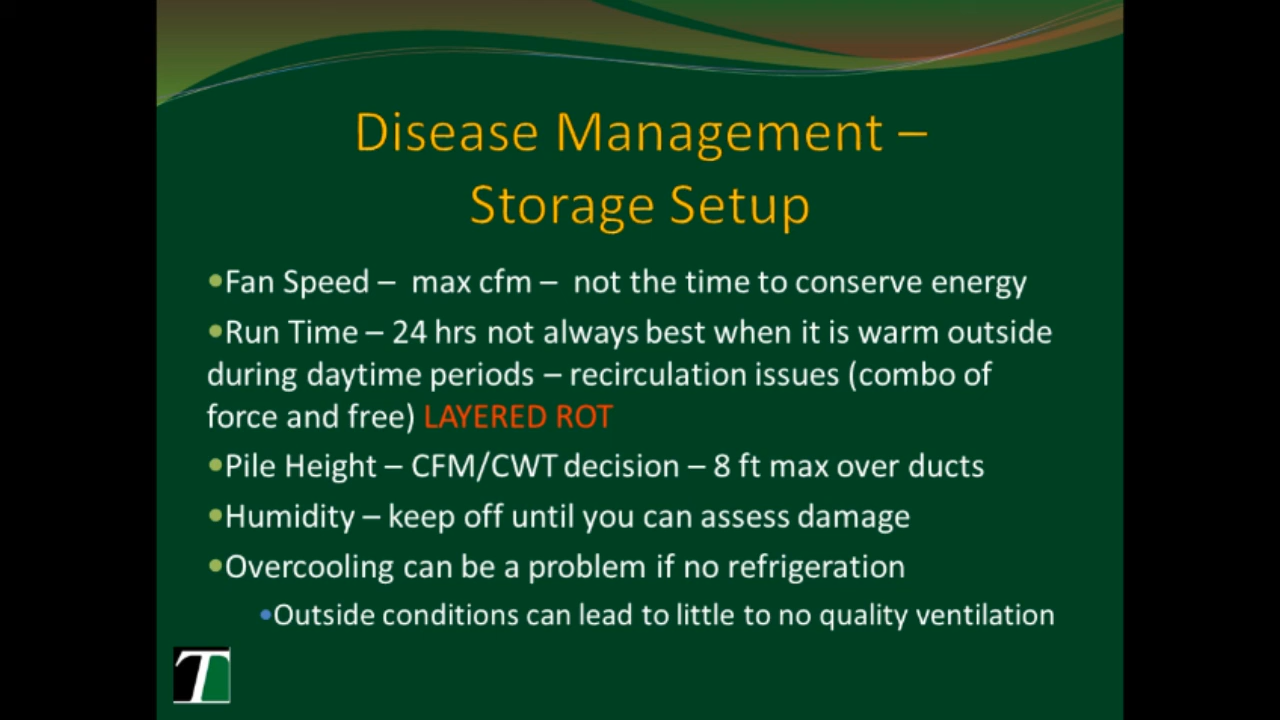 Disease Management –
Storage Setup
•Fan Speed – max cfm – not the time to conserve energy
•Run Time – 24 hrs not always best when it is warm outside
during daytime periods – recirculation issues (combo of
force and free) LAYERED ROT
•Pile Height – CFM/CWT decision – 8 ft max over ducts
•Humidity – keep off until you can assess damage
•Overcooling can be a problem if no refrigeration
•Outside conditions can lead to little to no quality ventilation
T